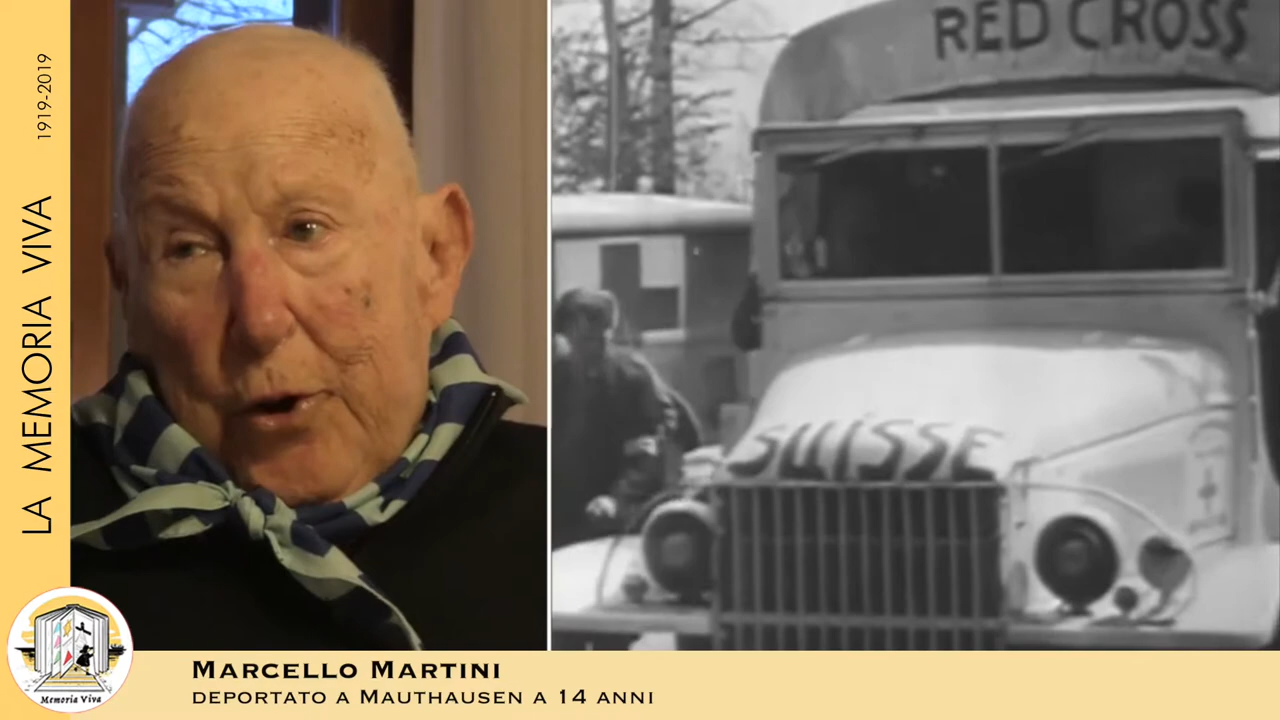 LA MEMORIA VIVA 1919-2019
RED CROSS
SUISSE
Memoria Viva
MARCELLO MARTINI
DEPORTATO A MAUTHAUSEN A 14 ANNI